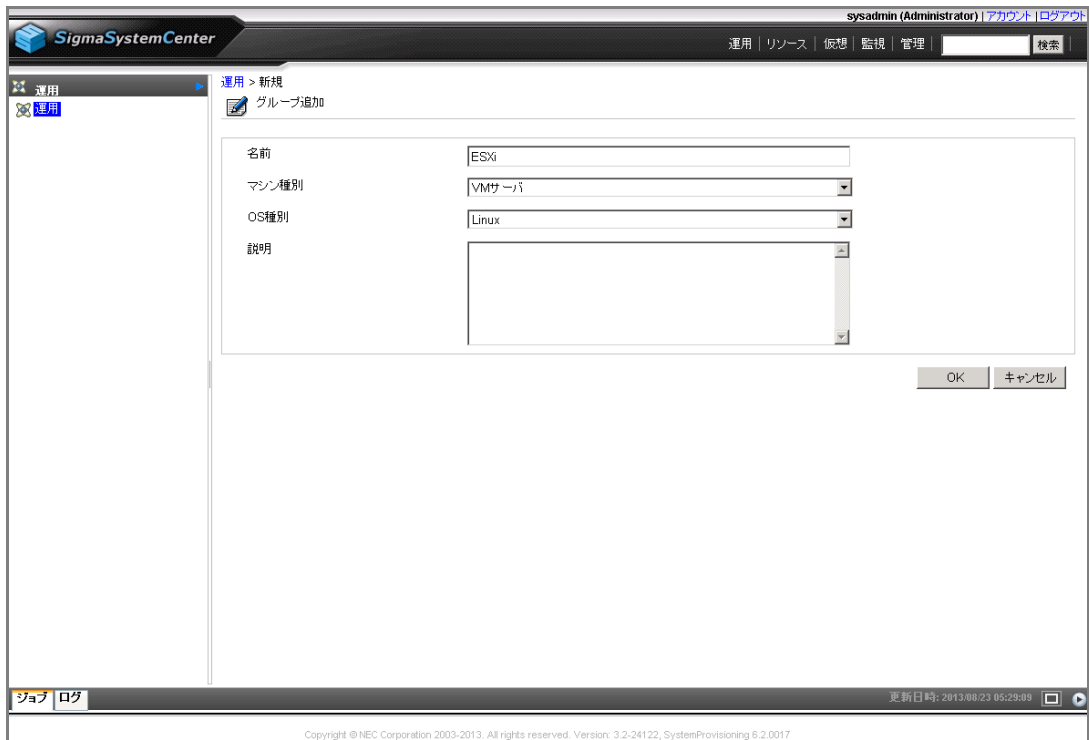 sysadmin (Administrator) | アカウント | ログアウト
SigmaSystemCenter
運用 | リソース | 仮想 | 監視 | 管理 | 検索
運用
運用
運用 > 新規
グループ追加
名前 ESXi
マシン種別 VMサーバ
OS種別 Linux
説明
OK キャンセル
ジョブ ログ 更新日時: 2013/08/23 05:29:09
Copyright © NEC Corporation 2003-2013. All rights reserved. Version: 3.2-24122, SystemProvisioning 6.2.0017